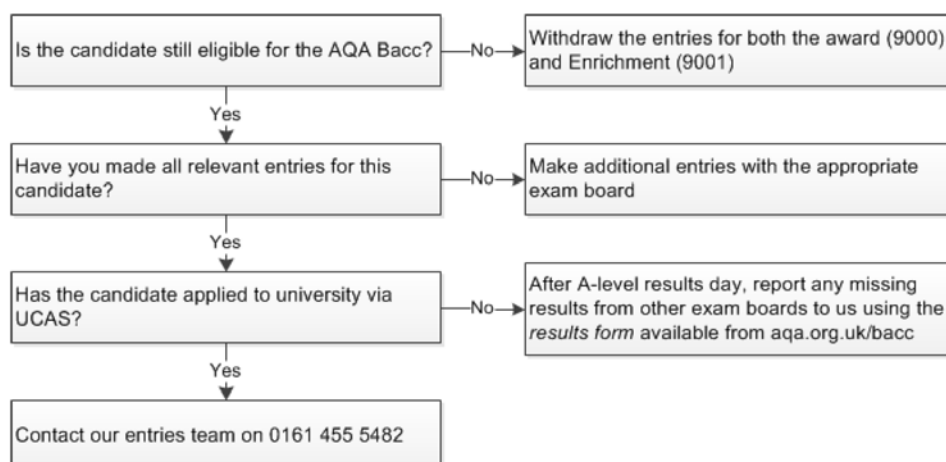 Is the candidate still eligible for the AQA Bacc?
No
Withdraw the entries for both the award (9000)
and Enrichment (9001)
Yes
Have you made all relevant entries for this
candidate?
No
Make additional entries with the appropriate
exam board
Yes
Has the candidate applied to university via
UCAS?
No
After A-level results day, report any missing
results from other exam boards to us using the
results form available from aqa.org.uk/bacc
Yes
Contact our entries team on 0161 455 5482